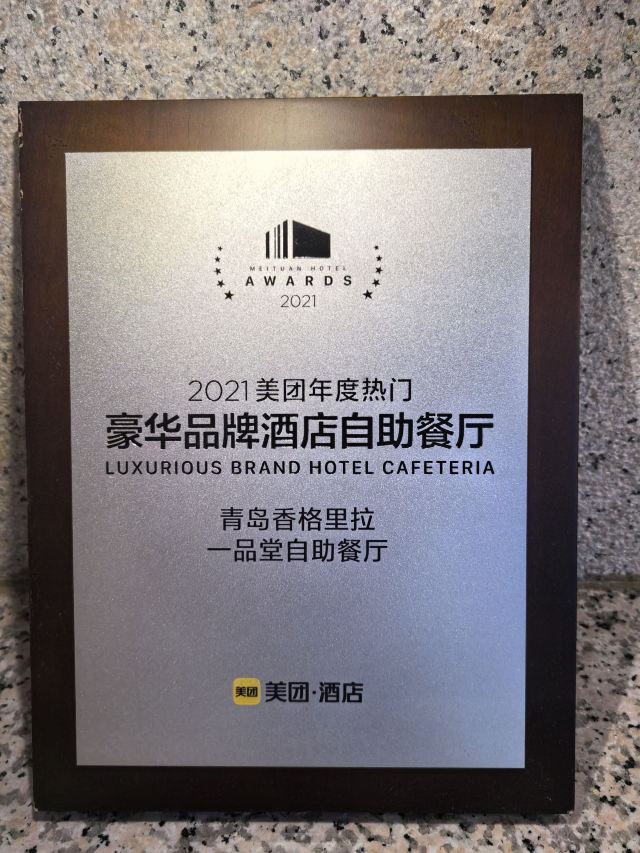 MEITUAN HOTEL
AWARDS
2021
2021美团年度热门
豪华品牌酒店自助餐厅
LUXURIOUS BRAND HOTEL CAFETERIA
青岛香格里拉
一品堂自助餐厅
美团 美团·酒店